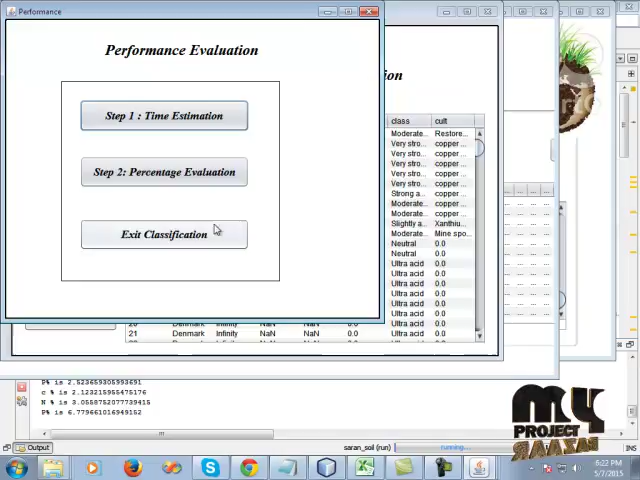 Performance
Performance Evaluation
Step 1 : Time Estimation
Step 2: Percentage Evaluation
Exit Classification
on
class cult
Moderate... Restore...
Very stro... copper ...
Very stro... copper ...
Very stro... copper ...
Very stro... copper ...
Very stro... copper ...
Strong a... copper ...
Moderate... copper ...
Moderate... copper ...
Slightly a... Xanthiu...
Moderate... Mine spo...
Neutral 0.0
Neutral 0.0
Ultra acid 0.0
Ultra acid 0.0
Ultra acid 0.0
Ultra acid 0.0
Ultra acid 0.0
Ultra acid 0.0
Ultra acid 0.0
20 Denmark Infinity NaN NaN 0.0 Ultra acid 0.0
21 Denmark Infinity NaN NaN 0.0 Ultra acid 0.0
P% is 2.523659305993691
c % is 2.123215955475176
N % is 3.0558752077739415
P% is 6.779661016949152
Output
saran_soil (run)
running...
MY
PROJECT
BAZAAR
6:22 PM
5/7/2015